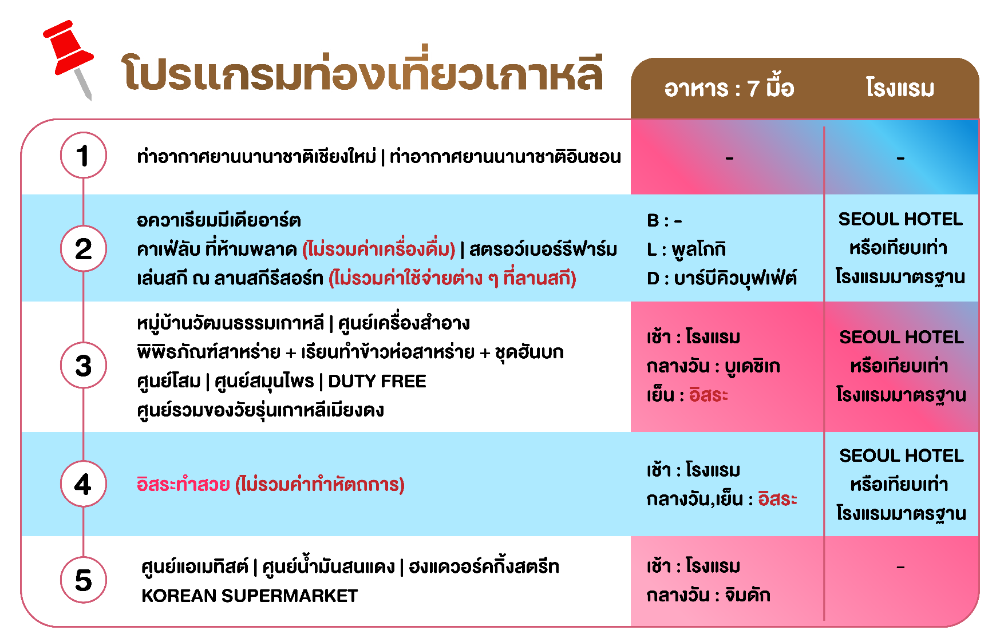 โปรแกรมท่องเที่ยวเกาหลี
อาหาร : 7 มื้อ
โรงแรม
1
ท่าอากาศยานนานาชาติเชียงใหม่ | ท่าอากาศยานนานาชาติอินชอน
-
-
2
อควาเรียมมีเดียอาร์ต
คาเฟ่ลับ ที่ห้ามพลาด (ไม่รวมค่าเครื่องดื่ม) | สตรอว์เบอร์รีฟาร์ม
เล่นสกี ณ ลานสกีรีสอร์ท (ไม่รวมค่าใช้จ่ายต่าง ๆ ที่ลานสกี)
B : -
L : พูลโกกิ
D : บาร์บีคิวบุฟเฟ่ต์
SEOUL HOTEL
หรือเทียบเท่า
โรงแรมมาตรฐาน
3
หมู่บ้านวัฒนธรรมเกาหลี | ศูนย์เครื่องสำอาง
พิพิธภัณฑ์สาหร่าย + เรียนทำข้าวห่อสาหร่าย + ชุดฮันบก
ศูนย์โสม | ศูนย์สมุนไพร | DUTY FREE
ศูนย์รวมของวัยรุ่นเกาหลีเมียงดง
เช้า : โรงแรม
กลางวัน : บูเดชิเก
เย็น : อิสระ
SEOUL HOTEL
หรือเทียบเท่า
โรงแรมมาตรฐาน
4
อิสระทำสวย (ไม่รวมค่าทำหัตถการ)
เช้า : โรงแรม
กลางวัน,เย็น : อิสระ
SEOUL HOTEL
หรือเทียบเท่า
โรงแรมมาตรฐาน
5
ศูนย์แอเมทิสต์ | ศูนย์น้ำมันสนแดง | ฮงแดวอร์คกิ้งสตรีท
KOREAN SUPERMARKET
เช้า : โรงแรม
กลางวัน : จิมดัก
-